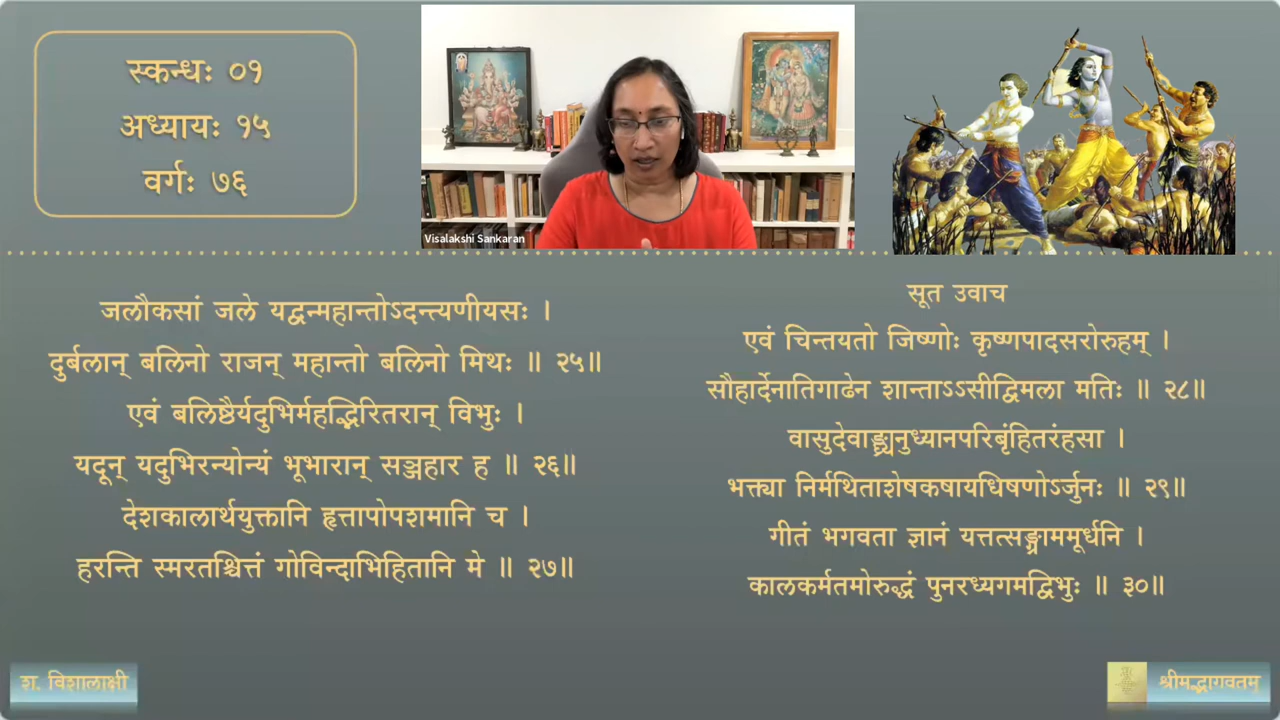 स्कन्धः ०१
अध्यायः १५
वर्गः ७६
Visalakshi Sankaran
जलौकसां जले यद्वन्महान्तोऽदन्त्यणीयसः ।
दुर्बलान् बलिनो राजन् महान्तो बलिनो मिथः ॥ २५॥
एवं बलिष्ठैर्यदुभिर्महद्भिरितरान् विभुः ।
यदून् यदुभिरन्योन्यं भूभारान् सञ्जहार ह ॥ २६॥
देशकालार्थयुक्तानि हृत्तापोपशमानि च ।
हरन्ति स्मरतश्चित्तं गोविन्दाभिहितानि मे ॥ २७॥
सूत उवाच
एवं चिन्तयतो जिष्णोः कृष्णपादसरोरुहम् ।
सौहार्देनातिगाढेन शान्ताऽऽसीद्विमला मतिः ॥ २८॥
वासुदेवाङ्घ्र्यनुध्यानपरिबृंहितरंहसा ।
भक्त्या निर्मथिताशेषकषायधिषणोऽर्जुनः ॥ २९॥
गीतं भगवता ज्ञानं यत्तत्सङ्ग्राममूर्धनि ।
कालकर्मतमोरुद्धं पुनरध्यगमद्विभुः ॥ ३०॥
श. विशालाक्षी
श्रीमद्भागवतम्